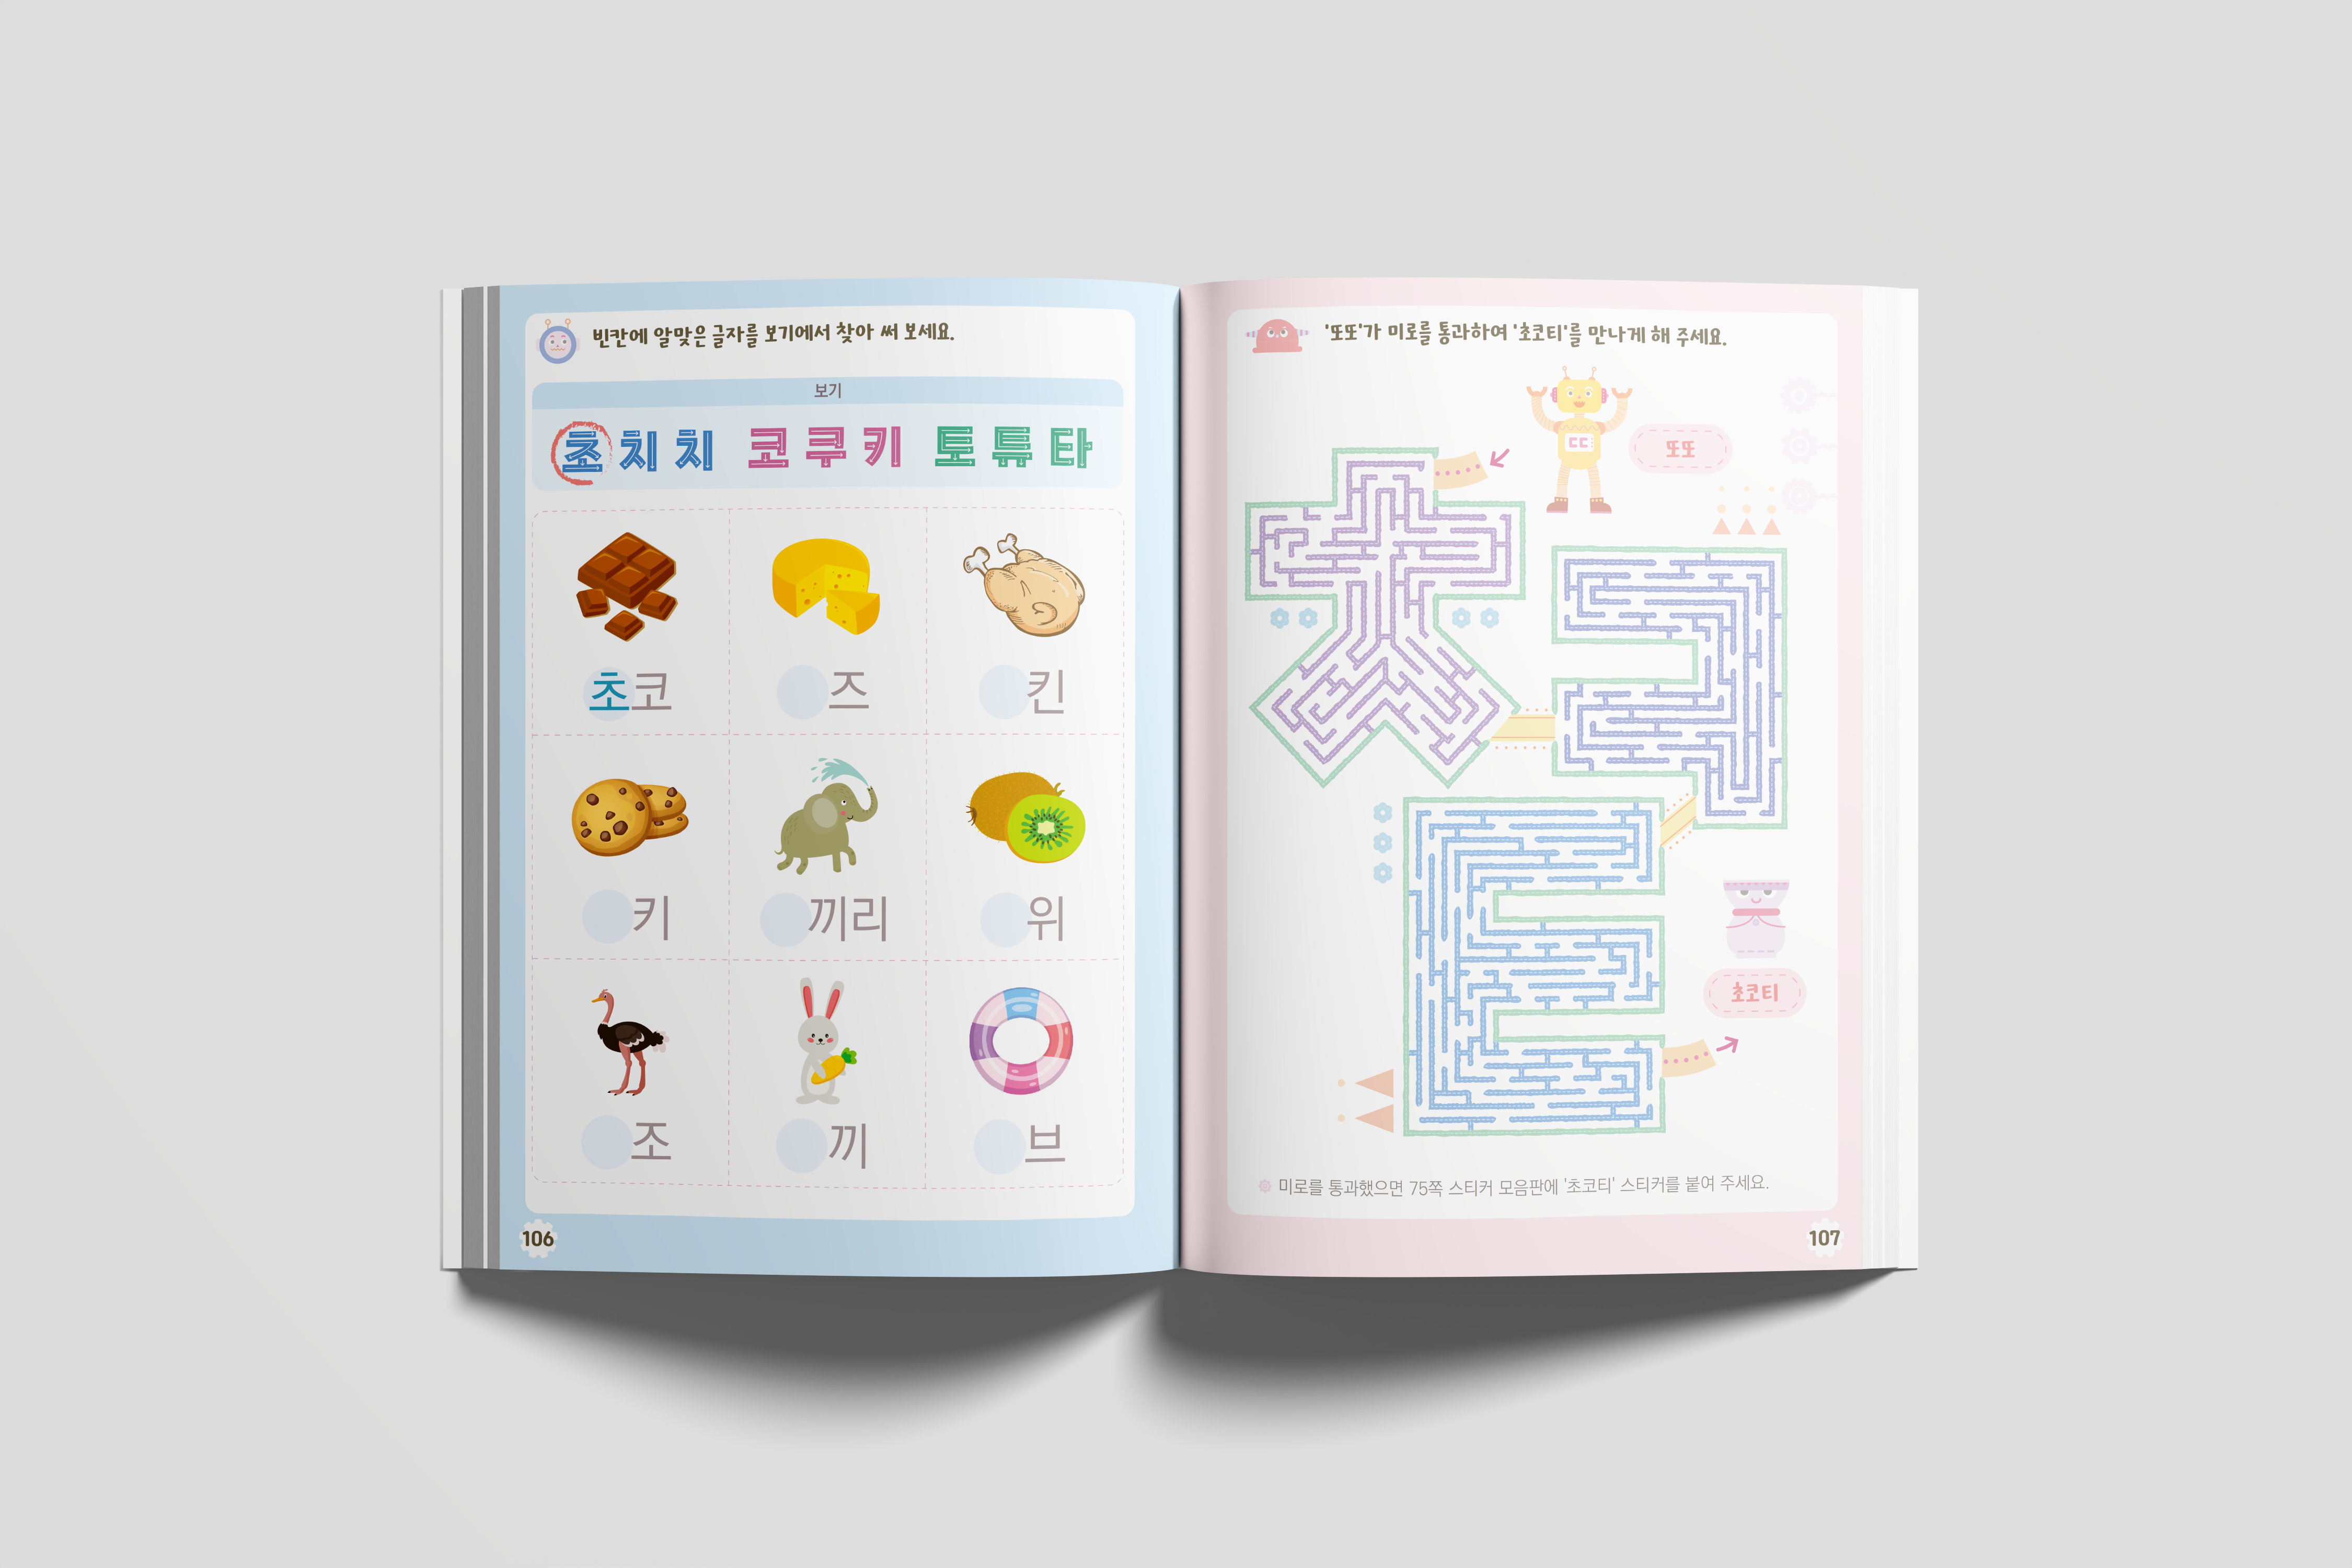 빈칸에 알맞은 글자를 보기에서 찾아 써 보세요.
보기
초 치 치 코 쿠 키 토 튜 타
초코
즈
킨
키
끼리
위
조
끼
브
106
'또또'가 미로를 통과하여 '초코티'를 만나게 해 주세요.
ㄷㄷ
또또
초코티
미로를 통과했으면 75쪽 스티커 모음판에 '초코티' 스티커를 붙여 주세요.
107